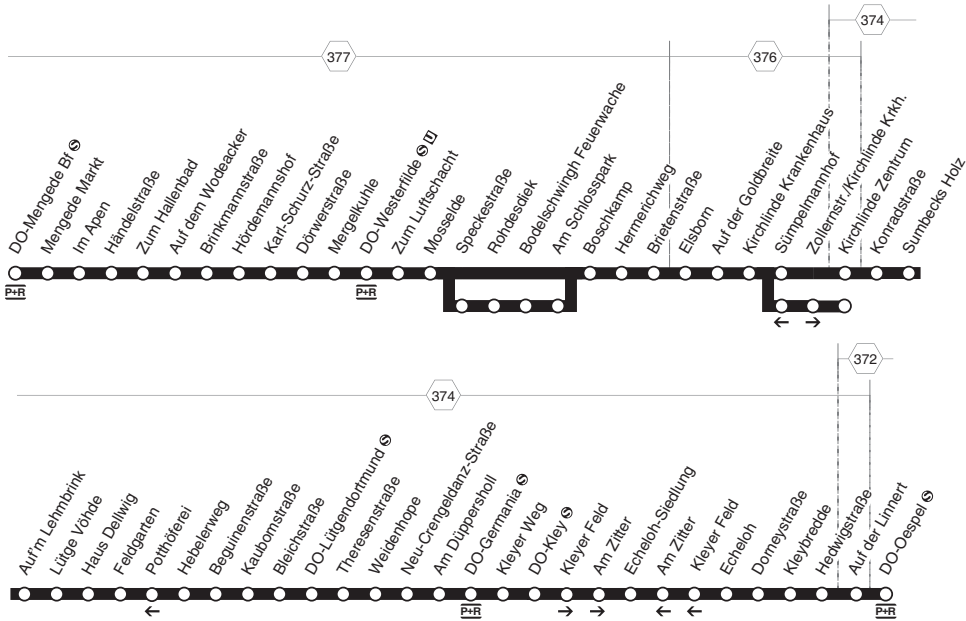 374
377
376
DO-Mengede Bf S
Mengede Markt
Im Apen
Händelstraße
Zum Hallenbad
Auf dem Wodeacker
Brinkmannstraße
Hördemannshof
Karl-Schurz-Straße
Dörwerstraße
Mergelkuhle
DO-Westerfilde S U
Zum Luftschacht
Mosselde
Speckestraße
Rohdesdiek
Bodelschwingh Feuerwache
Am Schlosspark
Boschkamp
Hermerichweg
Brietenstraße
Elsborn
Auf der Goldbreite
Kirchlinde Krankenhaus
Sümpelmannhof
Zollernstr./Kirchlinde Krkh.
Kirchlinde Zentrum
Konradstraße
Sumbecks Holz
P+R
P+R
← →
372
374
Auf'm Lehmbrink
Lütge Vöhde
Haus Dellwig
Feldgarten
Potthöferei
Hebelerweg
Beguinenstraße
Kaubomstraße
Bleichstraße
DO-Lütgendortmund S
Theresenstraße
Weidenhope
Neu-Crengeldanz-Straße
Am Düppersholl
DO-Germania S
Kleyer Weg
DO-Kley S
Kleyer Feld
Am Zitter
Echeloh-Siedlung
Am Zitter
Kleyer Feld
Echeloh
Domeystraße
Kleybredde
Hedwigstraße
Auf der Linnert
DO-Oespel S
← → → ← ←
P+R
P+R